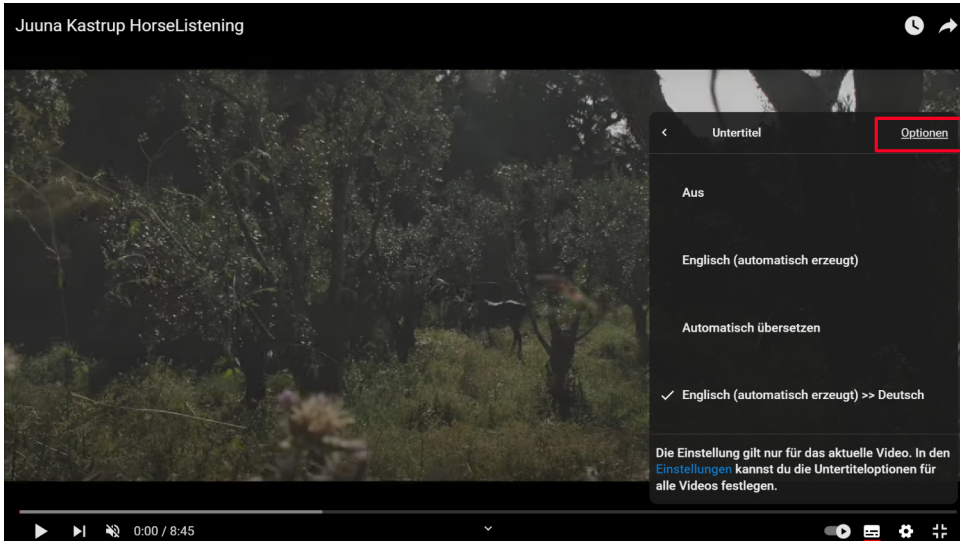 Juuna Kastrup HorseListening
Untertitel
Optionen
Aus
Englisch (automatisch erzeugt)
Automatisch übersetzen
Englisch (automatisch erzeugt) >> Deutsch
Die Einstellung gilt nur für das aktuelle Video. In den
Einstellungen kannst du die Untertiteloptionen für
alle Videos festlegen.
0:00 / 8:45